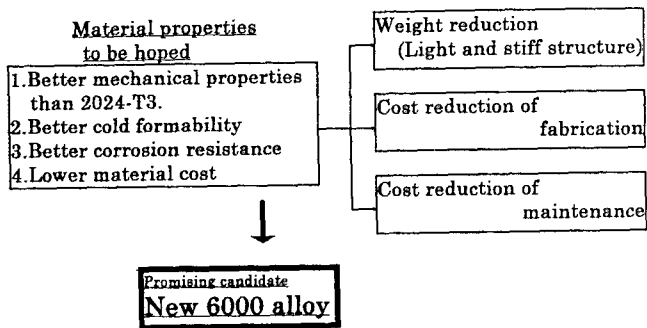 Material properties
to be hoped
1.Better mechanical properties
than 2024-T3.
2.Better cold formability
3.Better corrosion resistance
4.Lower material cost
Weight reduction
(Light and stiff structure)
Cost reduction of
fabrication
Cost reduction of
maintenance
Promising candidate
New 6000 alloy